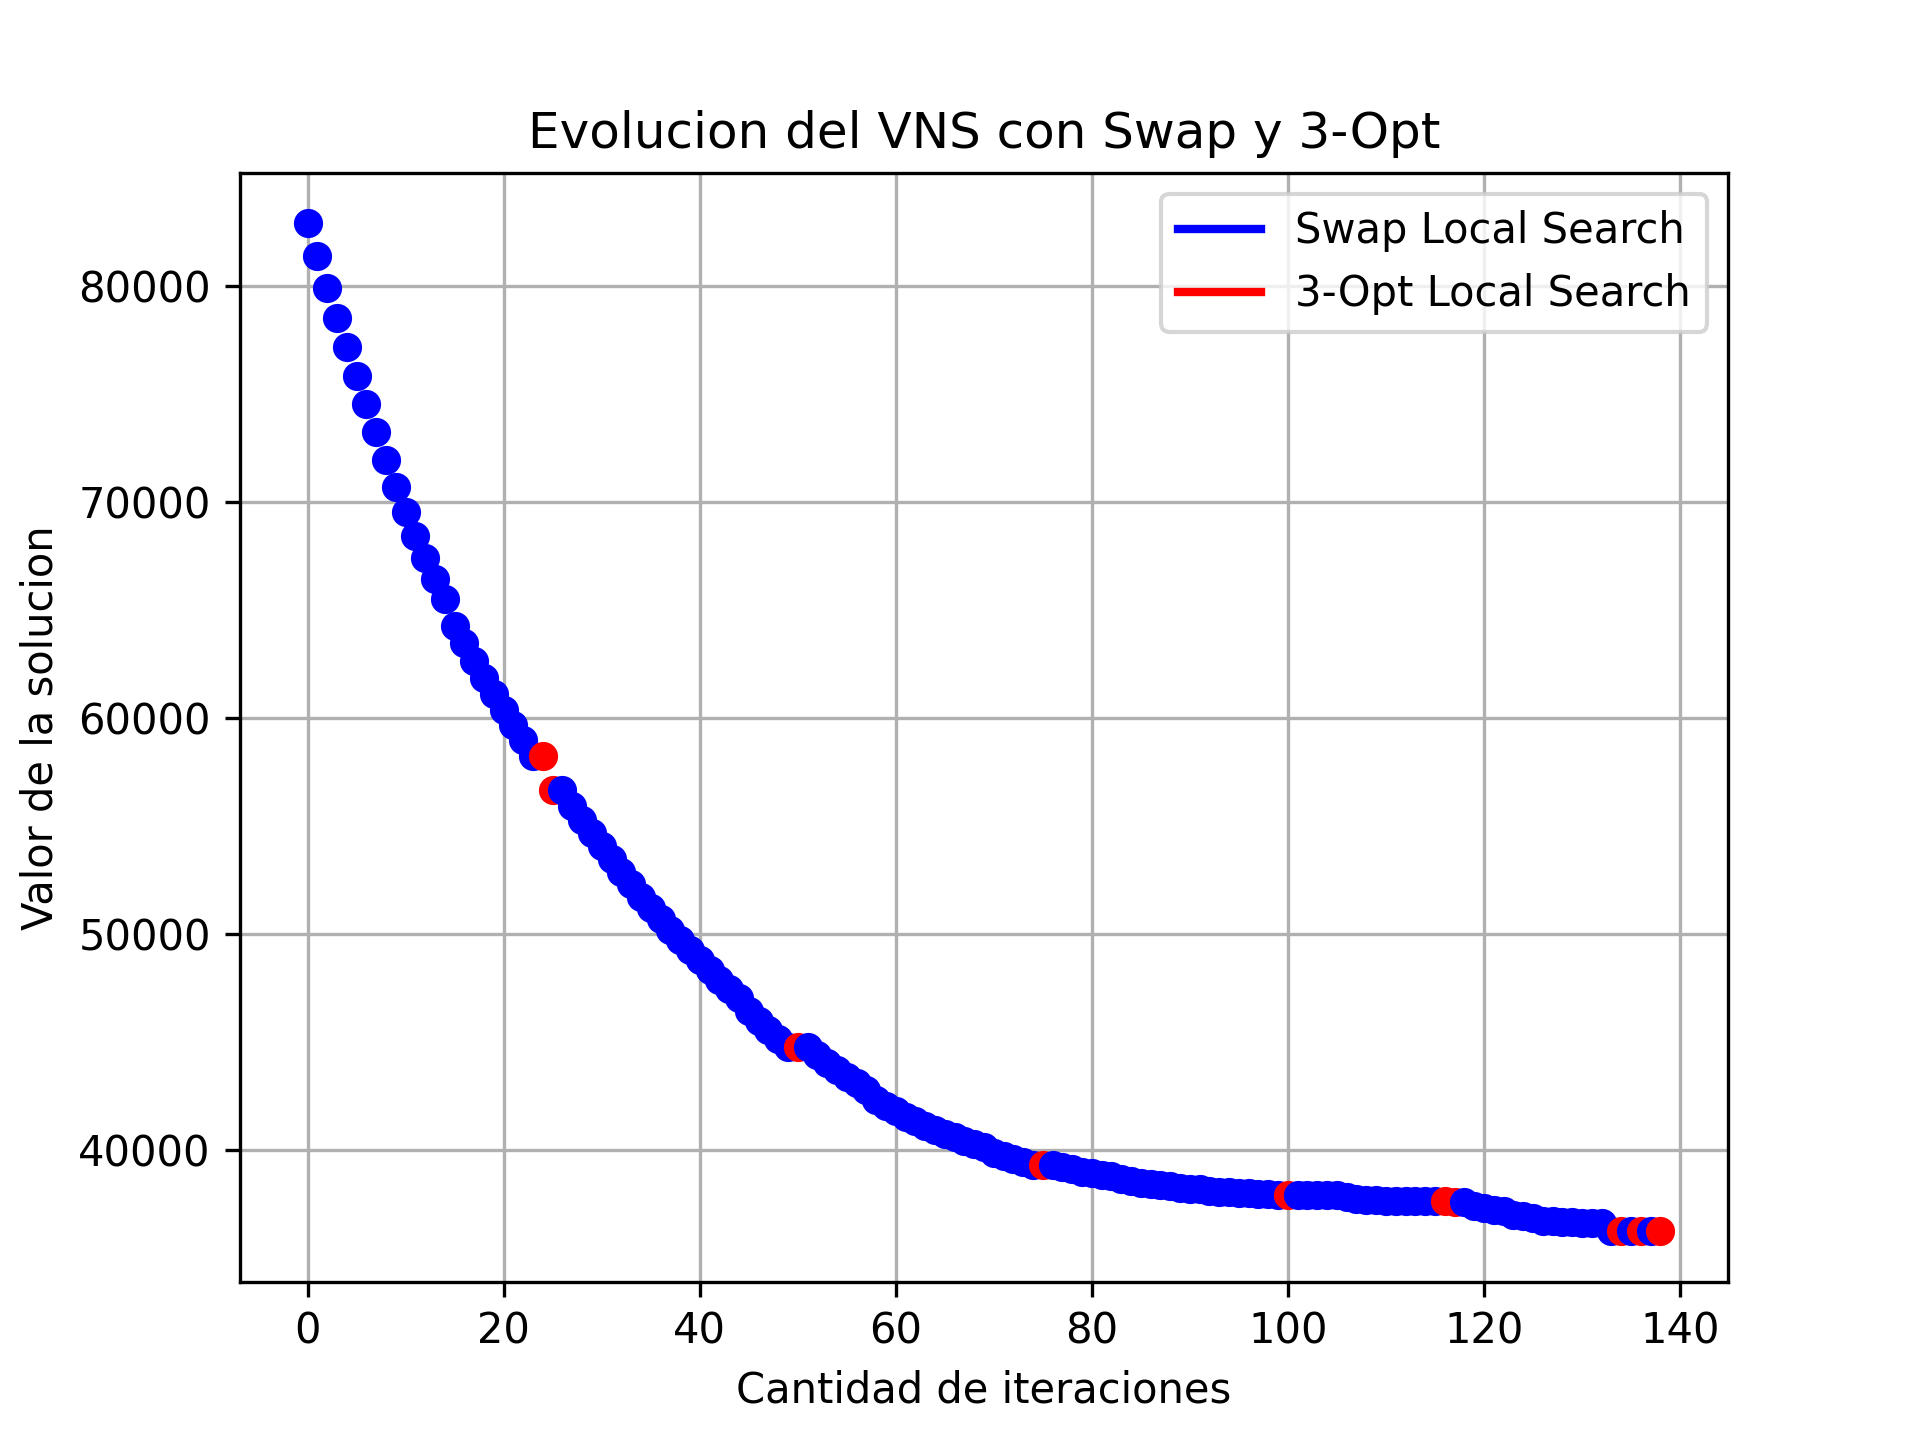 Evolucion del VNS con Swap y 3-Opt
Swap Local Search
3-Opt Local Search
Valor de la solucion
80000
70000
60000
50000
40000
0 20 40 60 80 100 120 140
Cantidad de iteraciones